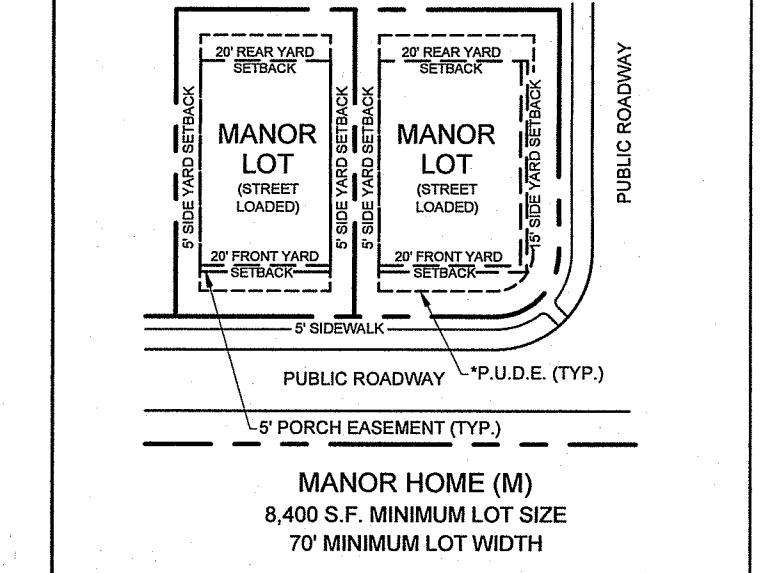 20' REAR YARD
SETBACK
20' REAR YARD
SETBACK
5' SIDE YARD SETBACK
MANOR
LOT
(STREET
LOADED)
5' SIDE YARD SETBACK
5' SIDE YARD SETBACK
MANOR
LOT
(STREET
LOADED)
15' SIDE YARD SETBACK
PUBLIC ROADWAY
20' FRONT YARD
SETBACK
20' FRONT YARD
SETBACK
5' SIDEWALK
PUBLIC ROADWAY
*P.U.D.E. (TYP.)
5' PORCH EASEMENT (TYP.)
MANOR HOME (M)
8,400 S.F. MINIMUM LOT SIZE
70' MINIMUM LOT WIDTH